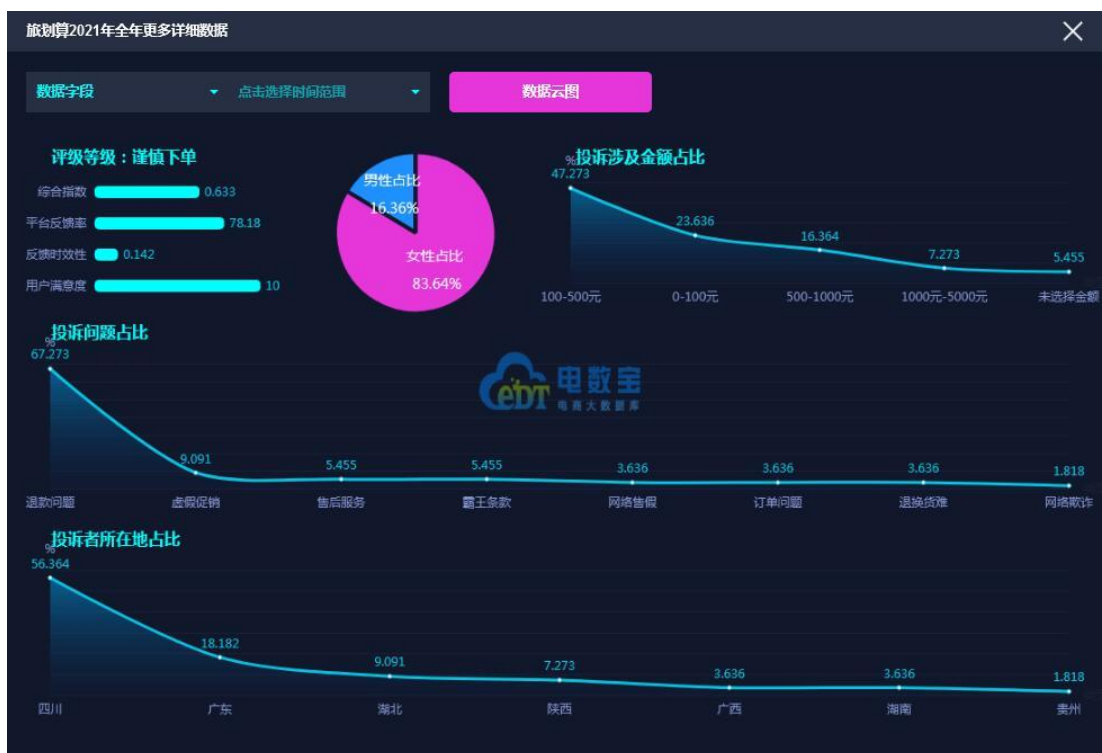 旅划算2021年全年更多详细数据
数据字段 点击选择时间范围 数据云图
评级等级：谨慎下单
综合指数 0.633
平台反馈率 78.18
反馈时效性 0.142
用户满意度 10
男性占比
16.36%
女性占比
83.64%
投诉涉及金额占比
%
47.273 23.636 16.364 7.273 5.455
100-500元 0-100元 500-1000元 1000元-5000元 未选择金额
投诉问题占比
%
67.273 9.091 5.455 5.455 3.636 3.636 3.636 1.818
退款问题 虚假促销 售后服务 霸王条款 网络售假 订单问题 退换货难 网络欺诈
eDT 电数宝
电商大数据库
投诉者所在地占比
%
56.364 18.182 9.091 7.273 3.636 3.636 1.818
四川 广东 湖北 陕西 广西 湖南 贵州